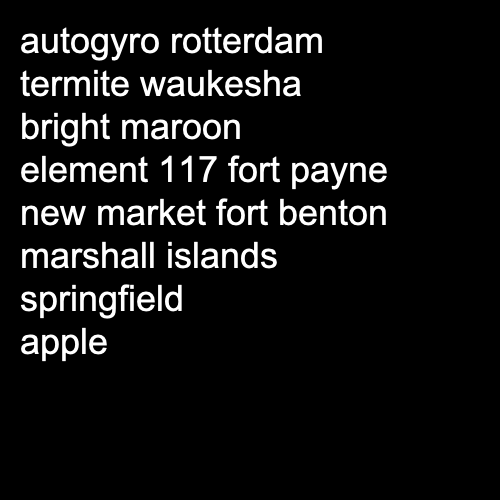 autogyro rotterdam
termite waukesha
bright maroon
element 117 fort payne
new market fort benton
marshall islands
springfield
apple